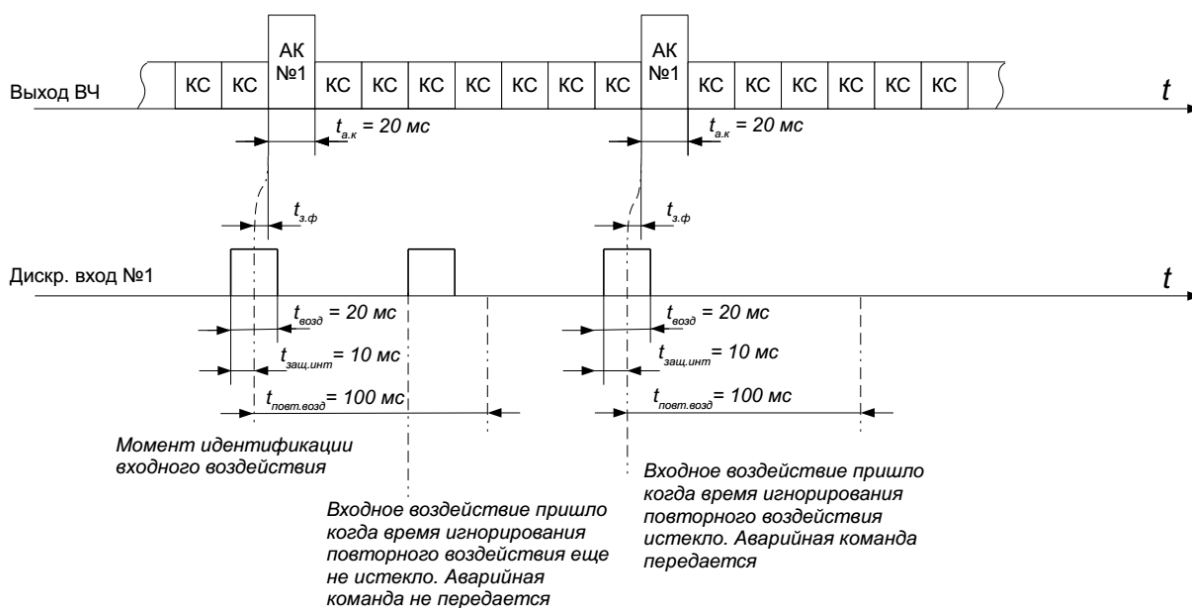 АК
№1
АК
№1
Выход ВЧ
КС КС КС КС КС КС КС КС КС КС КС КС КС КС КС
t
tа.к = 20 мс
tа.к = 20 мс
tз.ф
tз.ф
Дискр. вход №1
t
tвозд = 20 мс
tвозд = 20 мс
tзащ.инт = 10 мс
tзащ.инт = 10 мс
tповт.возд = 100 мс
tповт.возд = 100 мс
Момент идентификации
входного воздействия
Входное воздействие пришло
когда время игнорирования
повторного воздействия еще
не истекло. Аварийная
команда не передается
Входное воздействие пришло
когда время игнорирования
повторного воздействия
истекло. Аварийная команда
передается